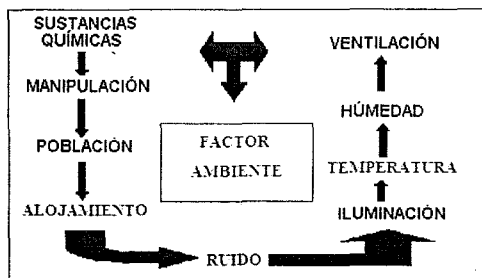 SUSTANCIAS
QUÍMICAS
MANIPULACIÓN
POBLACIÓN
ALOJAMIENTO
RUIDO
ILUMINACIÓN
TEMPERATURA
HÚMEDAD
VENTILACIÓN
FACTOR
AMBIENTE